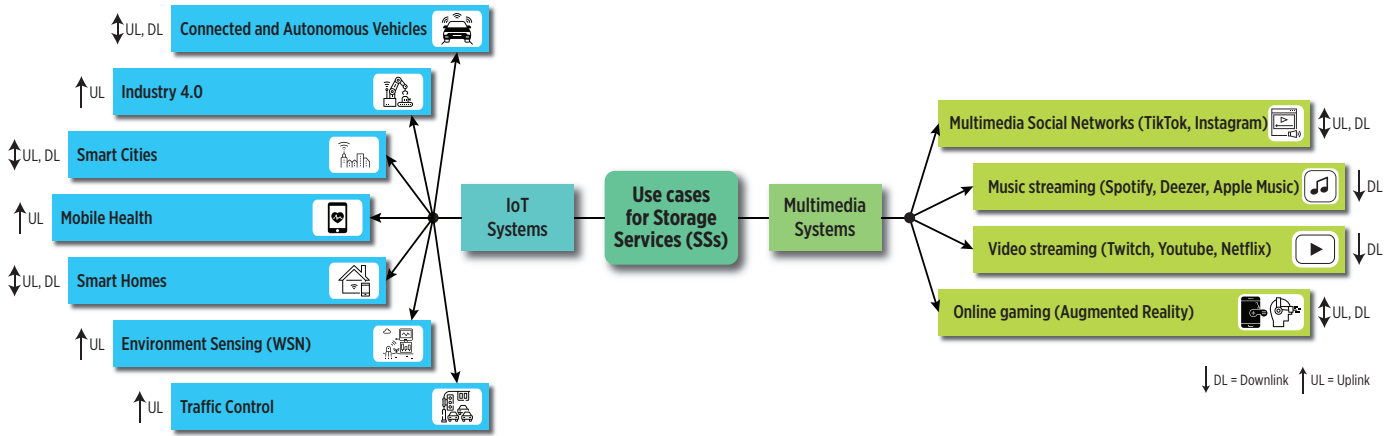 UL, DL
Connected and Autonomous Vehicles
UL
Industry 4.0
UL, DL
Smart Cities
UL
Mobile Health
UL, DL
Smart Homes
UL
Environment Sensing (WSN)
UL
Traffic Control
IoT
Systems
Use cases
for Storage
Services (SSs)
Multimedia
Systems
Multimedia Social Networks (TikTok, Instagram)
UL, DL
Music streaming (Spotify, Deezer, Apple Music)
DL
Video streaming (Twitch, Youtube, Netflix)
DL
Online gaming (Augmented Reality)
UL, DL
DL = Downlink UL = Uplink